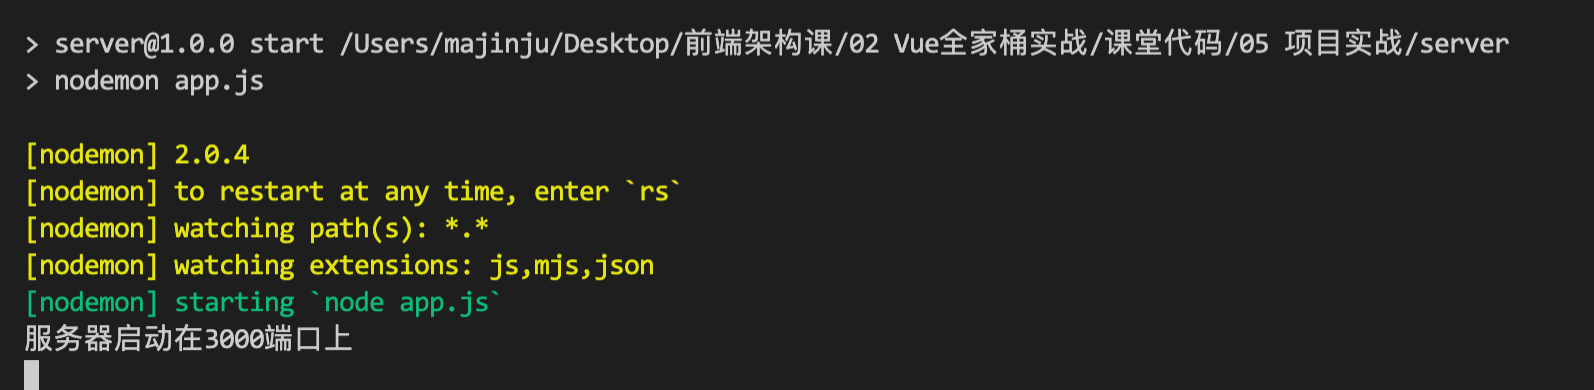 > server@1.0.0 start /Users/majinju/Desktop/前端架构课/02 Vue全家桶实战/课堂代码/05 项目实战/server
> nodemon app.js
[nodemon] 2.0.4
[nodemon] to restart at any time, enter `rs`
[nodemon] watching path(s): *.*
[nodemon] watching extensions: js,mjs,json
[nodemon] starting `node app.js`
服务器启动在3000端口上